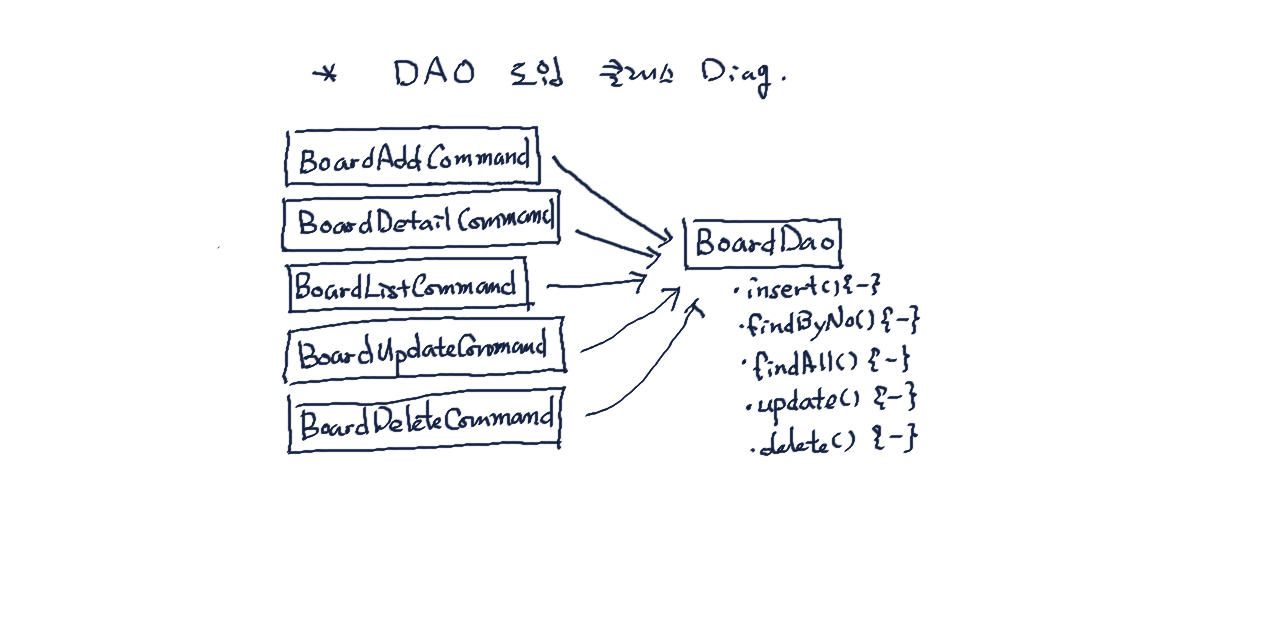 * DAO 도입 클래스 Diag.
BoardAddCommand
BoardDetailCommand
BoardListCommand
BoardUpdateCommand
BoardDeleteCommand
BoardDao
· insert(){-}
· findByNo(){-}
· findAll(){-}
· update(){-}
· delete(){-}